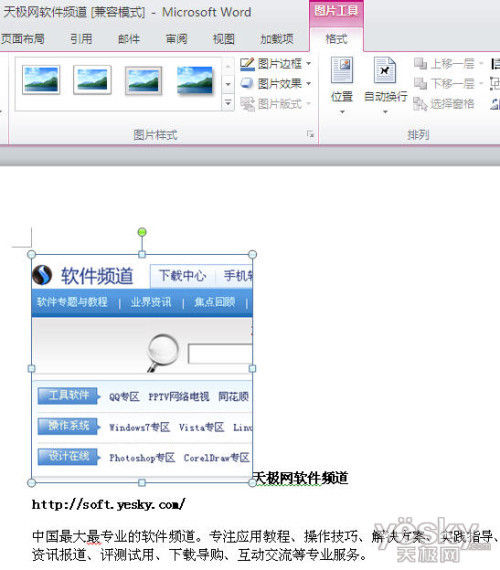 天极网软件频道 [兼容模式] - Microsoft Word
图片工具
页面布局 引用 邮件 审阅 视图 加载项 格式
图片边框
图片效果
图片版式
位置 自动换行
上移一层
下移一层
选择窗格
图片样式 排列
软件频道 下载中心 手机软
软件专题与教程 | 业界资讯 | 焦点回顾 |
工具软件 QQ专区 PPTV网络电视 同花顺
操作系统 Windows7专区 Vista专区 Linu
设计在线 Photoshop专区 CorelDraw专区
天极网软件频道
http://soft.yesky.com/
中国最大最专业的软件频道。专注应用教程、操作技巧、解决方案、实践指导、
资讯报道、评测试用、下载导购、互动交流等专业服务。
yesky
天极网